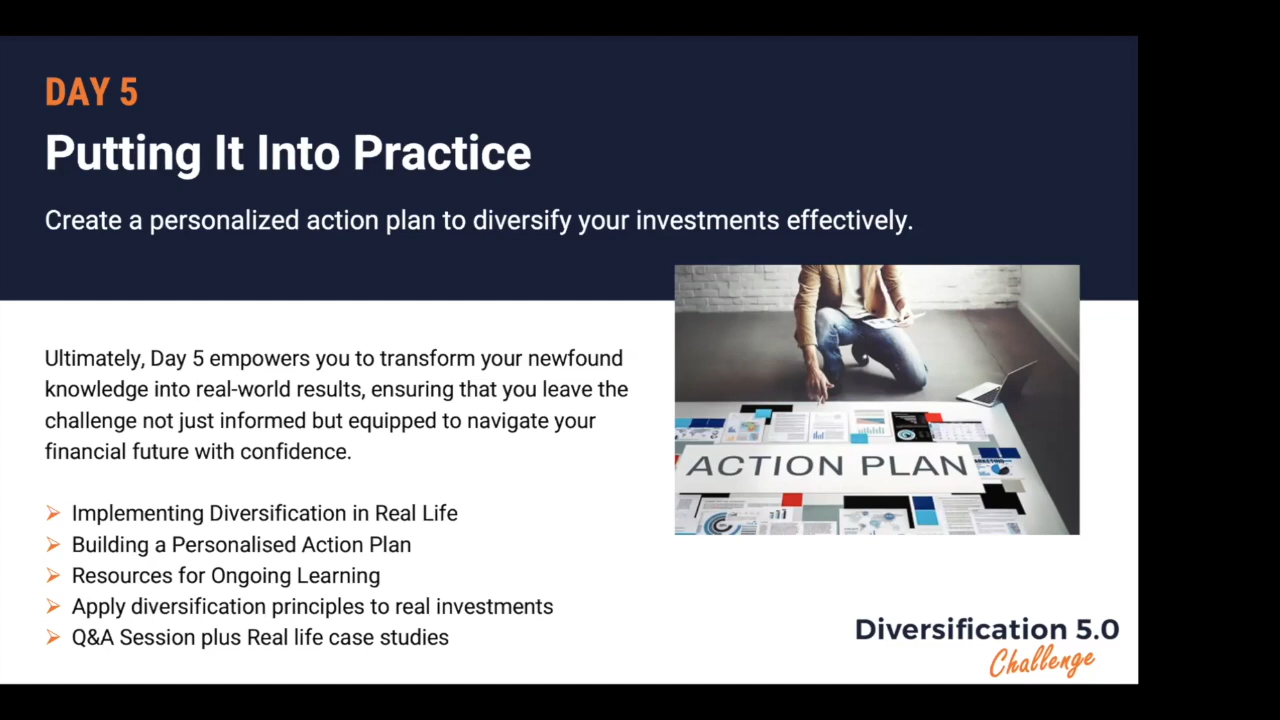 DAY 5
Putting It Into Practice
Create a personalized action plan to diversify your investments effectively.
Ultimately, Day 5 empowers you to transform your newfound
knowledge into real-world results, ensuring that you leave the
challenge not just informed but equipped to navigate your
financial future with confidence.
➢ Implementing Diversification in Real Life
➢ Building a Personalised Action Plan
➢ Resources for Ongoing Learning
➢ Apply diversification principles to real investments
➢ Q&A Session plus Real life case studies
MARKETING
ACTION PLAN
Diversification 5.0
Challenge